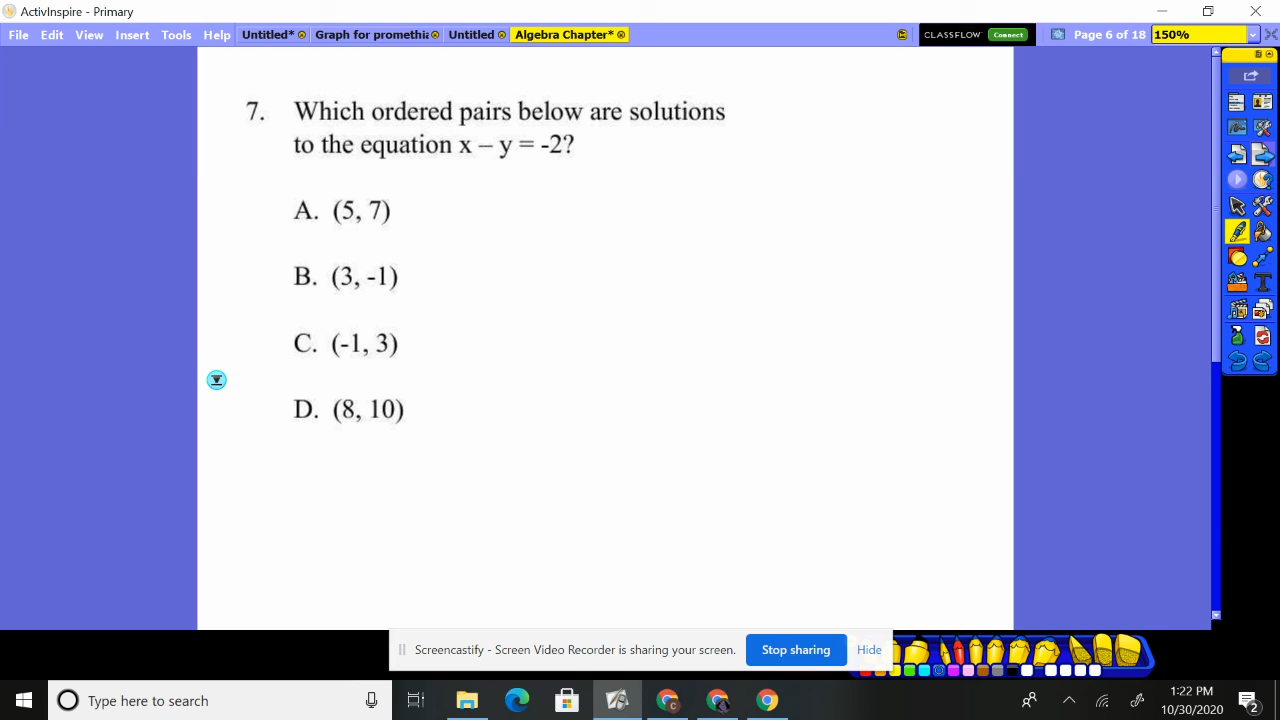 ActivInspire - Primary
File Edit View Insert Tools Help Untitled* Graph for promethia Untitled Algebra Chapter* CLASSFLOW Connect Page 6 of 18 150%
7. Which ordered pairs below are solutions
to the equation x – y = -2?
A. (5, 7)
B. (3, -1)
C. (-1, 3)
D. (8, 10)
Screencastify - Screen Video Recorder is sharing your screen. Stop sharing Hide
Type here to search
1:22 PM
10/30/2020
2